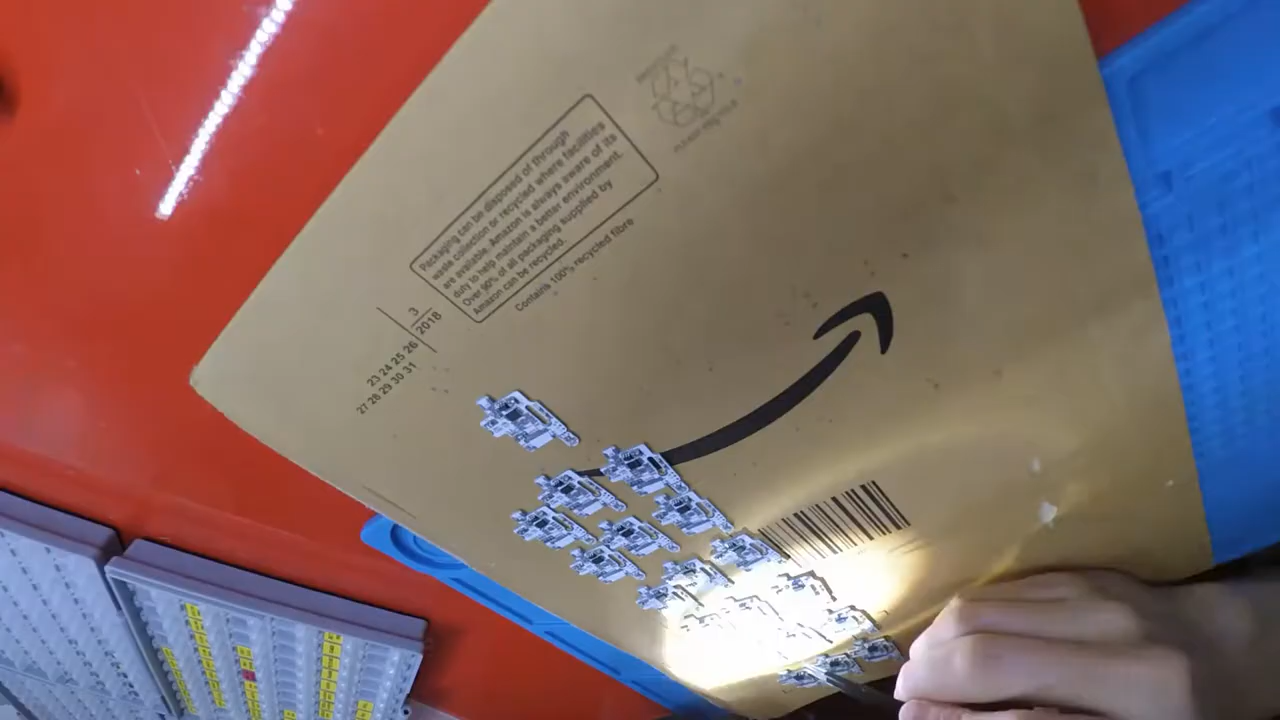 Packaging can be disposed of through
waste collection or recycled where facilities
are available. Amazon is always aware of its
duty to help maintain a better environment.
Over 90% of all packaging supplied by
Amazon can be recycled.
Contains 100% recycled fibre
3
2018
23 24 25 26
27 28 29 30 31